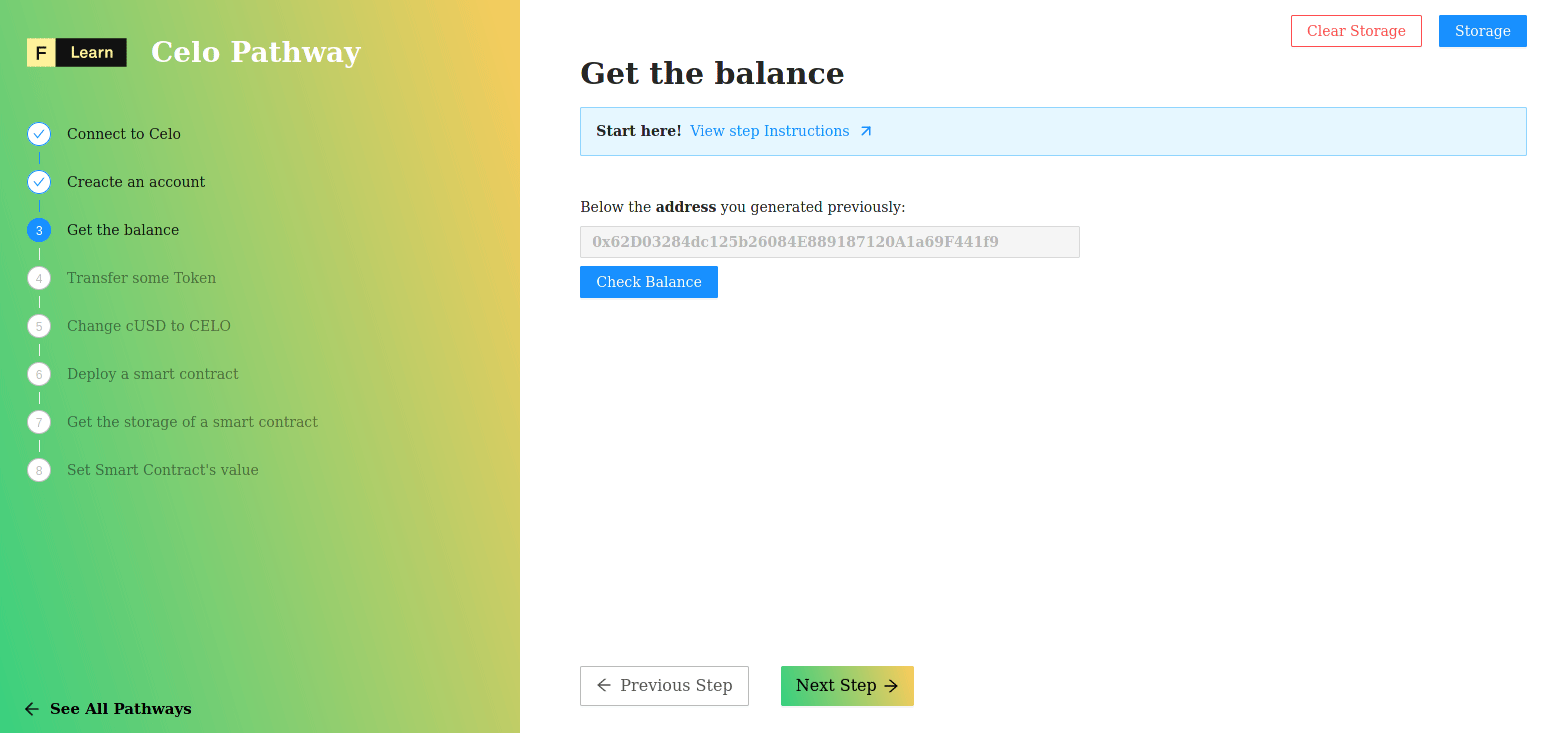 F Learn Celo Pathway
Connect to Celo
Creacte an account
3 Get the balance
4 Transfer some Token
5 Change cUSD to CELO
6 Deploy a smart contract
7 Get the storage of a smart contract
8 Set Smart Contract's value
See All Pathways
Clear Storage Storage
Get the balance
Start here! View step Instructions
Below the address you generated previously:
0x62D03284dc125b26084E889187120A1a69F441f9
Check Balance
Previous Step Next Step